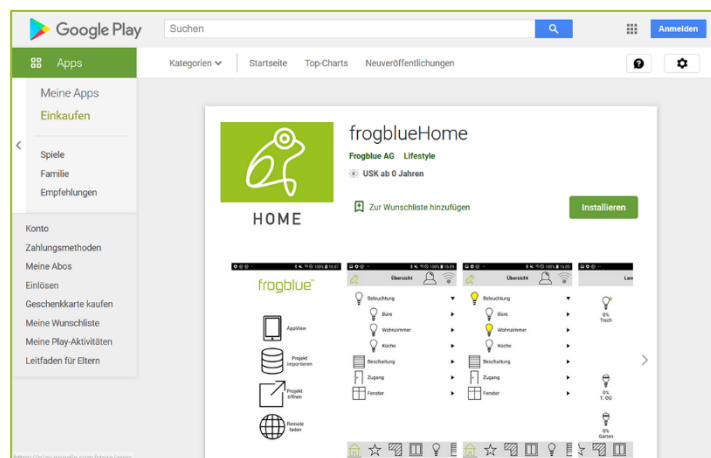 Google Play
Suchen
Anmelden
Apps
Kategorien
Startseite
Top-Charts
Neuveröffentlichungen
Meine Apps
Einkaufen
Spiele
Familie
Empfehlungen
Konto
Zahlungsmethoden
Meine Abos
Einlösen
Geschenkkarte kaufen
Meine Wunschliste
Meine Play-Aktivitäten
Leitfaden für Eltern
HOME
frogblueHome
Frogblue AG Lifestyle
USK ab 0 Jahren
Zur Wunschliste hinzufügen
Installieren
frogblue
AppView
Projekt
importieren
Projekt
öffnen
Remote
laden
Übersicht
Beleuchtung
Büro
Wohnzimmer
Küche
Beschattung
Zugang
Fenster
Übersicht
Beleuchtung
Büro
Wohnzimmer
Küche
Beschattung
Zugang
Fenster
0%
Tisch
0%
1. OG
0%
Garten